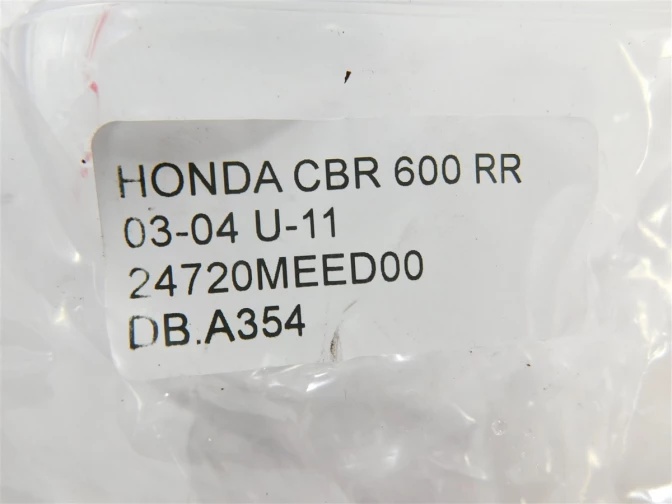 HONDA CBR 600 RR
03-04 U-11
24720MEED00
DB.A354